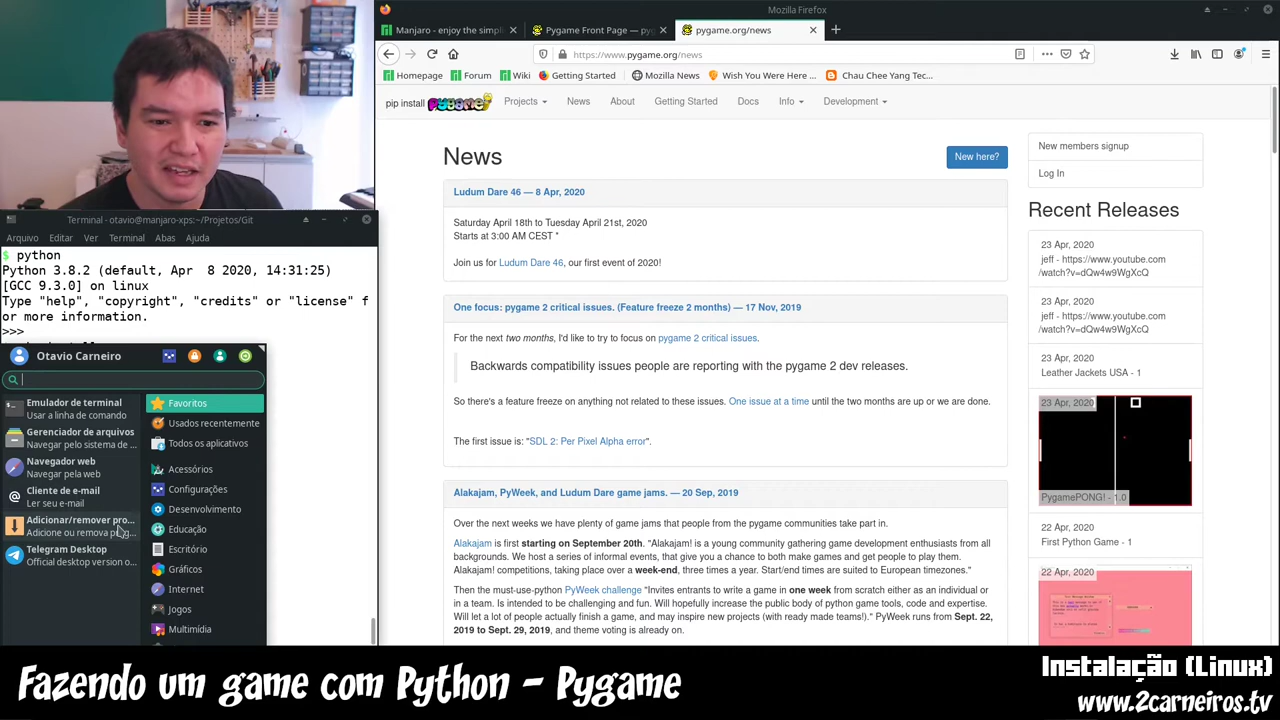 Mozilla Firefox
Manjaro - enjoy the simpli
Pygame Front Page — pyg
pygame.org/news
https://www.pygame.org/news
Homepage
Forum
Wiki
Getting Started
Mozilla News
Wish You Were Here ...
Chau Chee Yang Tec...
pip install pygame
Projects
News
About
Getting Started
Docs
Info
Development
News
New here?
Ludum Dare 46 — 8 Apr, 2020
Saturday April 18th to Tuesday April 21st, 2020
Starts at 3:00 AM CEST *
Join us for Ludum Dare 46, our first event of 2020!
One focus: pygame 2 critical issues. (Feature freeze 2 months) — 17 Nov, 2019
For the next two months, I'd like to try to focus on pygame 2 critical issues.
Backwards compatibility issues people are reporting with the pygame 2 dev releases.
So there's a feature freeze on anything not related to these issues. One issue at a time until the two months are up or we are done.
The first issue is: "SDL 2: Per Pixel Alpha error".
Alakajam, PyWeek, and Ludum Dare game jams. — 20 Sep, 2019
Over the next weeks we have plenty of game jams that people from the pygame communities take part in.
Alakajam is first starting on September 20th. "Alakajam! is a young community gathering game development enthusiasts from all
backgrounds. We host a series of informal events, that give you a chance to both make games and get people to play them.
Alakajam! competitions, taking place over a week-end, three times a year. Start/end times are suited to European timezones."
Then the must-use-python PyWeek challenge "Invites entrants to write a game in one week from scratch either as an individual or
in a team. Is intended to be challenging and fun. Will hopefully increase the public body of python game tools, code and expertise.
Will let a lot of people actually finish a game, and may inspire new projects (with ready made teams!)." PyWeek runs from Sept. 22,
2019 to Sept. 29, 2019, and theme voting is already on.
New members signup
Log In
Recent Releases
23 Apr, 2020
jeff - https://www.youtube.com
/watch?v=dQw4w9WgXcQ
23 Apr, 2020
jeff - https://www.youtube.com
/watch?v=dQw4w9WgXcQ
23 Apr, 2020
Leather Jackets USA - 1
23 Apr, 2020
PygamePONG! - 1.0
22 Apr, 2020
First Python Game - 1
22 Apr, 2020
Terminal - otavio@manjaro-xps:~/Projetos/Git
Arquivo Editar Ver Terminal Abas Ajuda
$ python
Python 3.8.2 (default, Apr 8 2020, 14:31:25)
[GCC 9.3.0] on linux
Type "help", "copyright", "credits" or "license" f
or more information.
>>>
Otavio Carneiro
Emulador de terminal
Usar a linha de comando
Gerenciador de arquivos
Navegar pelo sistema de ...
Navegador web
Navegar pela web
Cliente de e-mail
Ler seu e-mail
Adicionar/remover pro...
Adicione ou remova prog...
Telegram Desktop
Official desktop version o...
Favoritos
Usados recentemente
Todos os aplicativos
Acessórios
Configurações
Desenvolvimento
Educação
Escritório
Gráficos
Internet
Jogos
Multimídia
Fazendo um game com Python - Pygame
Instalação (Linux)
www.2carneiros.tv